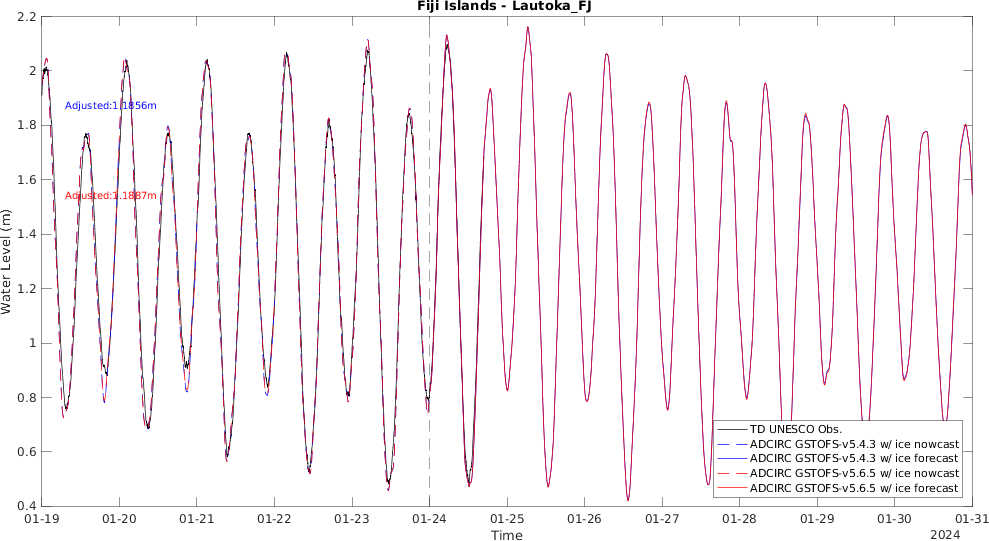 Fiji Islands - Lautoka_FJ
2.2
2
1.8
1.6
1.4
1.2
1
0.8
0.6
0.4
Water Level (m)
Adjusted:1.1856m
Adjusted:1.1887m
TD UNESCO Obs.
ADCIRC GSTOFS-v5.4.3 w/ ice nowcast
ADCIRC GSTOFS-v5.4.3 w/ ice forecast
ADCIRC GSTOFS-v5.6.5 w/ ice nowcast
ADCIRC GSTOFS-v5.6.5 w/ ice forecast
01-19 01-20 01-21 01-22 01-23 01-24 01-25 01-26 01-27 01-28 01-29 01-30 01-31
Time
2024